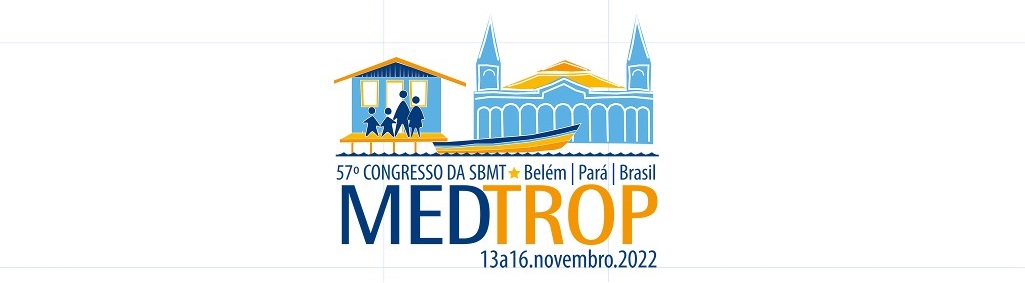 57º CONGRESSO DA SBMT ★ Belém | Pará | Brasil
MEDTROP
13a16.novembro.2022